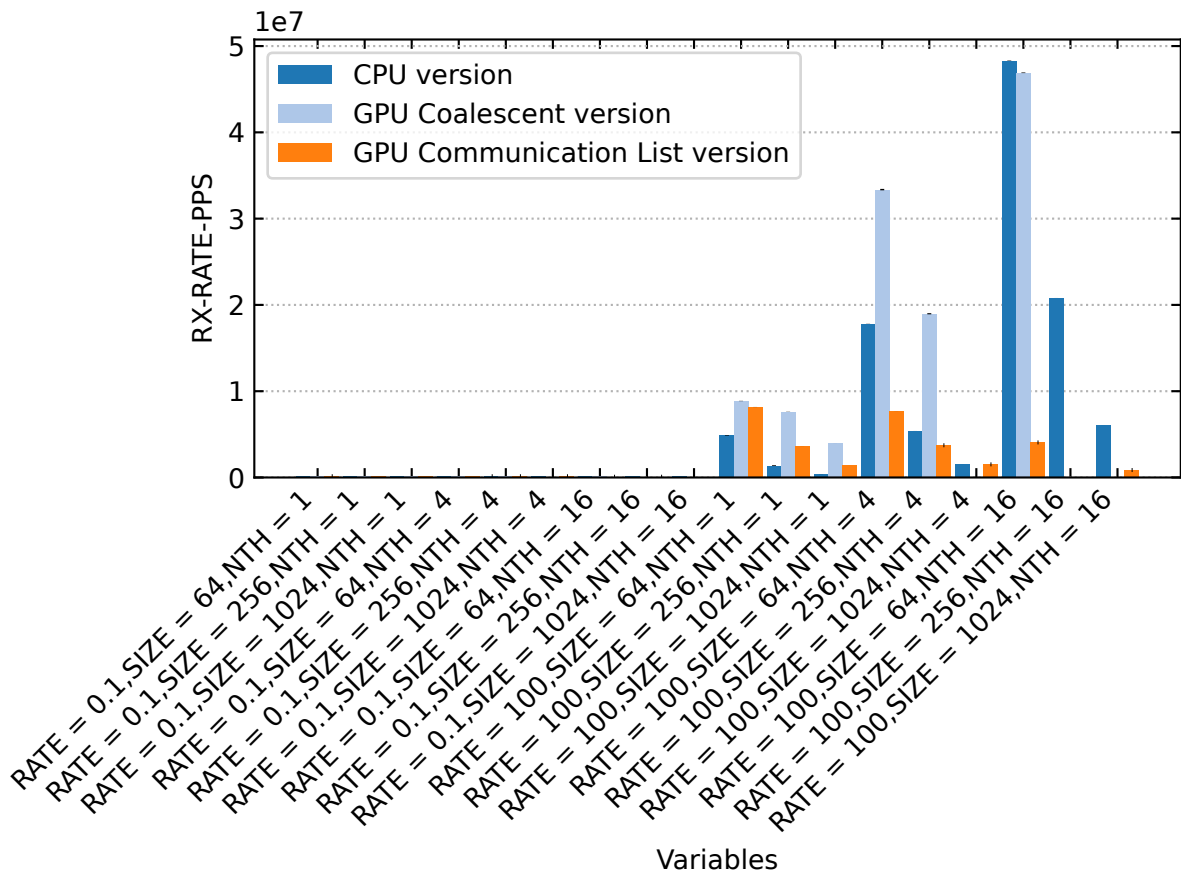 1e7
5
4
3
2
1
0
RX-RATE-PPS
CPU version
GPU Coalescent version
GPU Communication List version
RATE = 0.1,SIZE = 64,NTH = 1
RATE = 0.1,SIZE = 256,NTH = 1
RATE = 0.1,SIZE = 1024,NTH = 1
RATE = 0.1,SIZE = 64,NTH = 4
RATE = 0.1,SIZE = 256,NTH = 4
RATE = 0.1,SIZE = 1024,NTH = 4
RATE = 0.1,SIZE = 64,NTH = 16
RATE = 0.1,SIZE = 256,NTH = 16
RATE = 0.1,SIZE = 1024,NTH = 16
RATE = 100,SIZE = 64,NTH = 1
RATE = 100,SIZE = 256,NTH = 1
RATE = 100,SIZE = 1024,NTH = 1
RATE = 100,SIZE = 64,NTH = 4
RATE = 100,SIZE = 256,NTH = 4
RATE = 100,SIZE = 1024,NTH = 4
RATE = 100,SIZE = 64,NTH = 16
RATE = 100,SIZE = 256,NTH = 16
RATE = 100,SIZE = 1024,NTH = 16
Variables